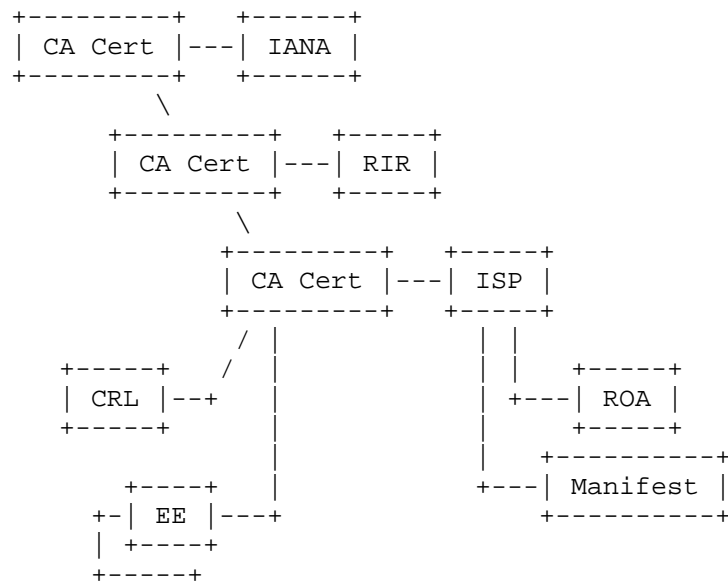 CA Cert IANA
CA Cert RIR
CA Cert ISP
CRL ROA
EE Manifest